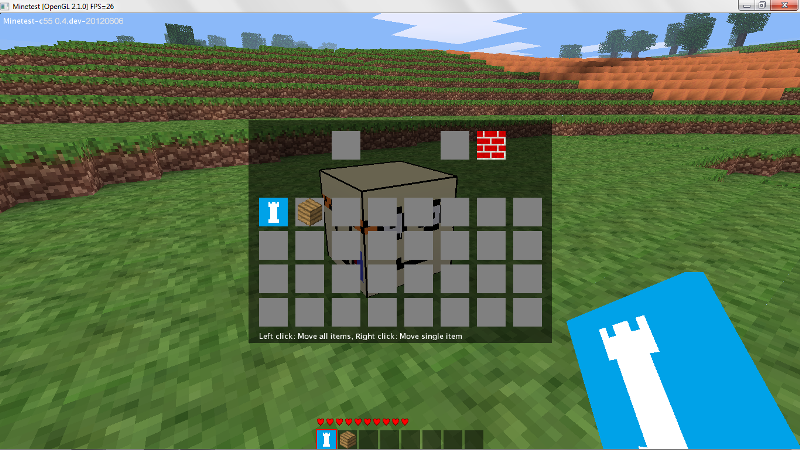 Minetest [OpenGL 2.1.0] FPS=26
Minetest-c55 0.4.dev-20120606
Left click: Move all items, Right click: Move single item